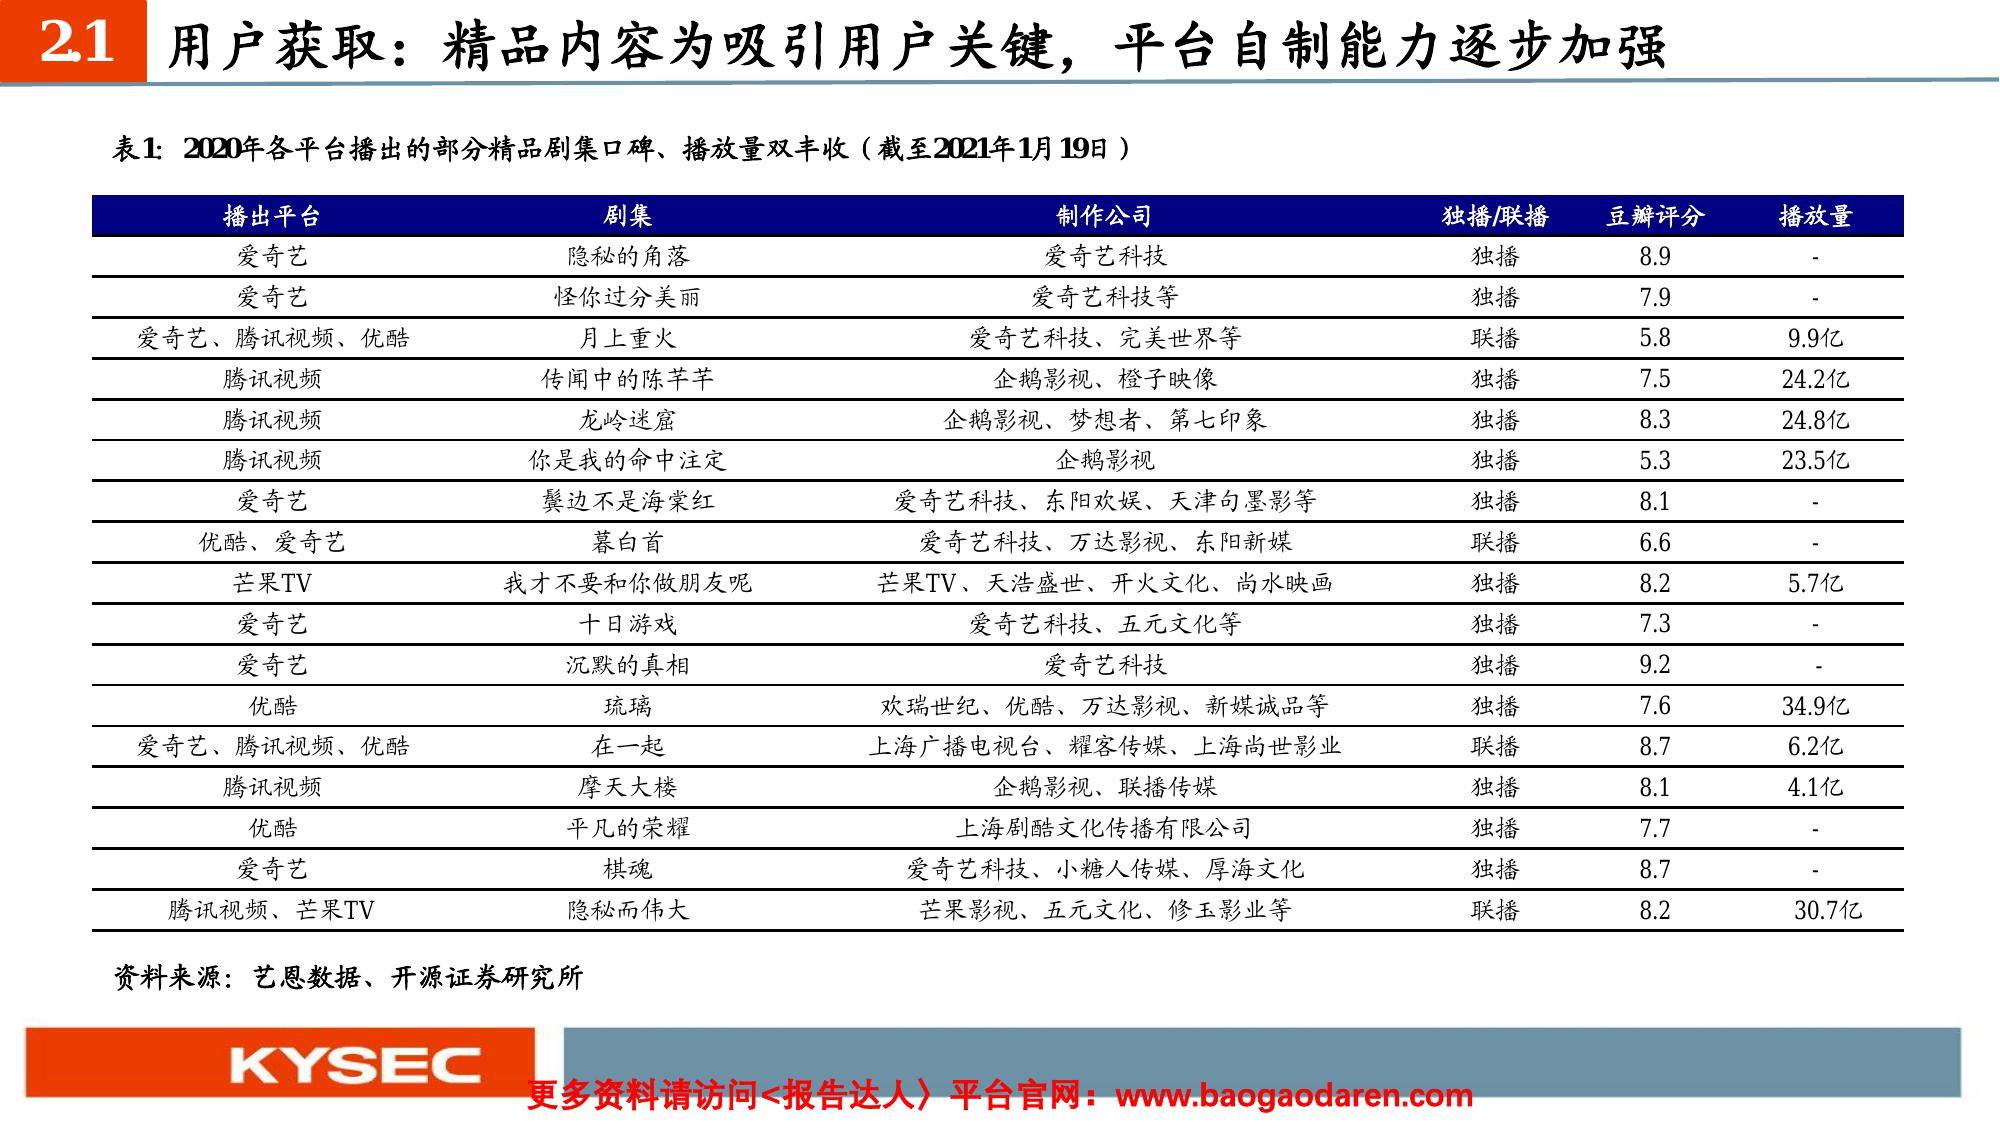 2.1 用户获取：精品内容为吸引用户关键，平台自制能力逐步加强
表1：2020年各平台播出的部分精品剧集口碑、播放量双丰收（截至2021年1月19日）
播出平台 剧集 制作公司 独播/联播 豆瓣评分 播放量
爱奇艺 隐秘的角落 爱奇艺科技 独播 8.9 -
爱奇艺 怪你过分美丽 爱奇艺科技等 独播 7.9 -
爱奇艺、腾讯视频、优酷 月上重火 爱奇艺科技、完美世界等 联播 5.8 9.9亿
腾讯视频 传闻中的陈芊芊 企鹅影视、橙子映像 独播 7.5 24.2亿
腾讯视频 龙岭迷窟 企鹅影视、梦想者、第七印象 独播 8.3 24.8亿
腾讯视频 你是我的命中注定 企鹅影视 独播 5.3 23.5亿
爱奇艺 鬓边不是海棠红 爱奇艺科技、东阳欢娱、天津句墨影等 独播 8.1 -
优酷、爱奇艺 暮白首 爱奇艺科技、万达影视、东阳新媒 联播 6.6 -
芒果TV 我才不要和你做朋友呢 芒果TV、天浩盛世、开火文化、尚水映画 独播 8.2 5.7亿
爱奇艺 十日游戏 爱奇艺科技、五元文化等 独播 7.3 -
爱奇艺 沉默的真相 爱奇艺科技 独播 9.2 -
优酷 琉璃 欢瑞世纪、优酷、万达影视、新媒诚品等 独播 7.6 34.9亿
爱奇艺、腾讯视频、优酷 在一起 上海广播电视台、耀客传媒、上海尚世影业 联播 8.7 6.2亿
腾讯视频 摩天大楼 企鹅影视、联播传媒 独播 8.1 4.1亿
优酷 平凡的荣耀 上海剧酷文化传播有限公司 独播 7.7 -
爱奇艺 棋魂 爱奇艺科技、小糖人传媒、厚海文化 独播 8.7 -
腾讯视频、芒果TV 隐秘而伟大 芒果影视、五元文化、修玉影业等 联播 8.2 30.7亿
资料来源：艺恩数据、开源证券研究所
KYSEC
更多资料请访问<报告达人〉平台官网：www.baogaodaren.com